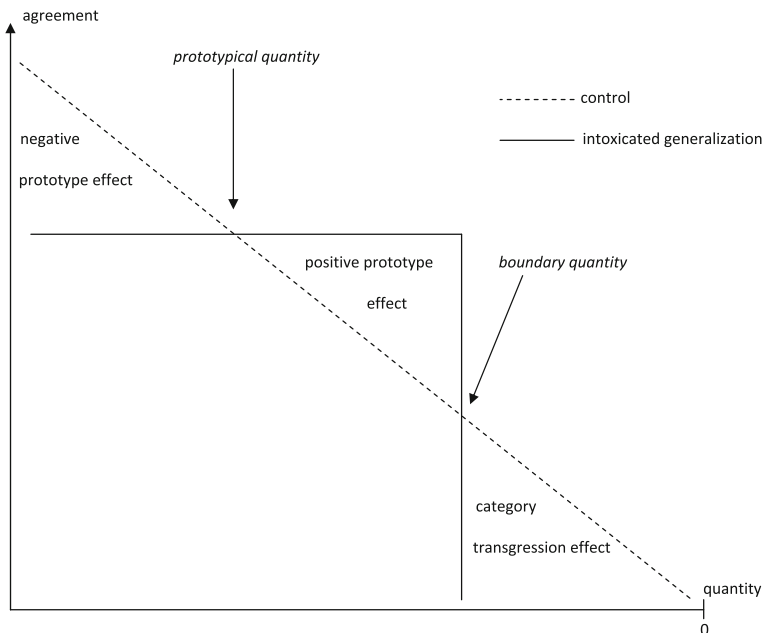 agreement
prototypical quantity
control
negative
intoxicated generalization
prototype effect
positive prototype
boundary quantity
effect
category
transgression effect
quantity
0